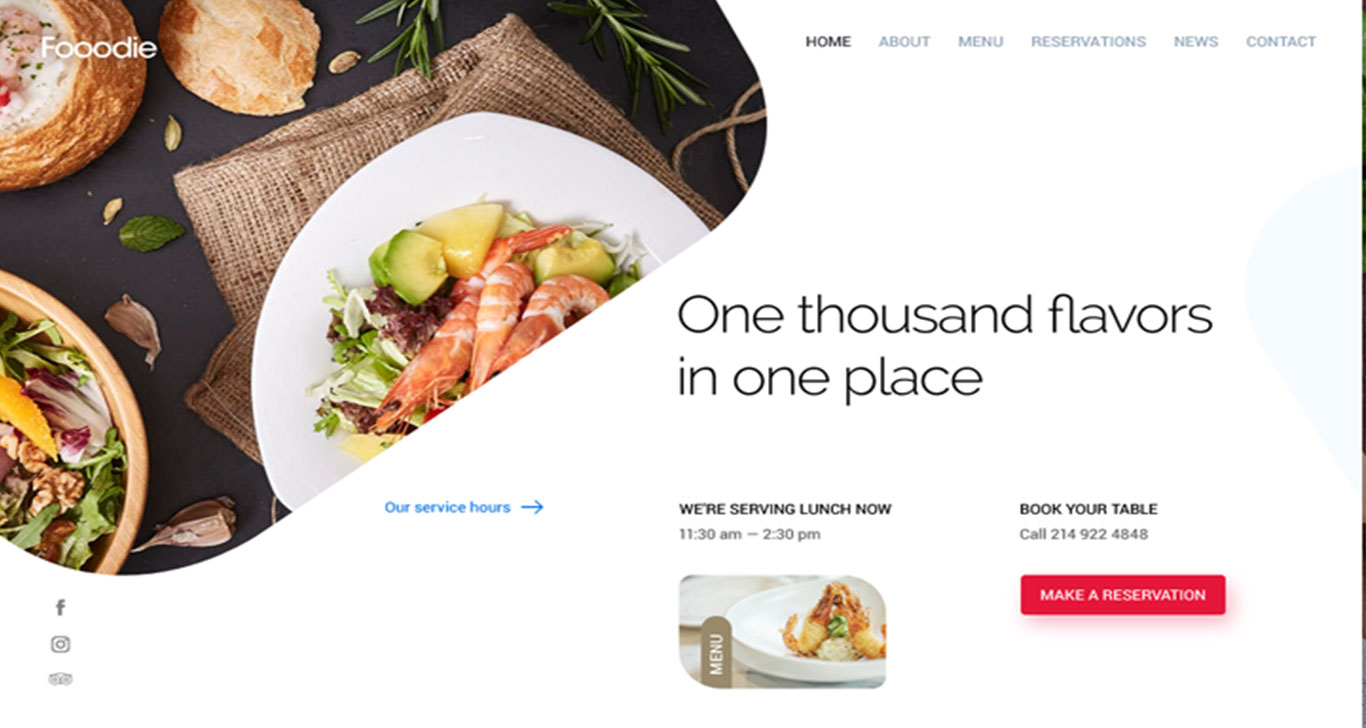 Fooodie
HOME ABOUT MENU RESERVATIONS NEWS CONTACT
One thousand flavors
in one place
Our service hours
WE'RE SERVING LUNCH NOW
11:30 am — 2:30 pm
MENU
BOOK YOUR TABLE
Call 214 922 4848
MAKE A RESERVATION